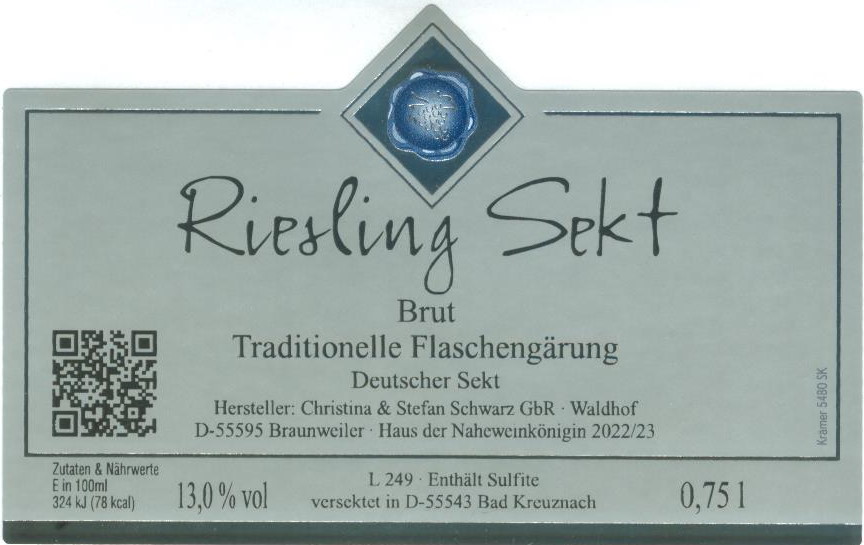 Riesling Sekt
Brut
Traditionelle Flaschengärung
Deutscher Sekt
Hersteller: Christina & Stefan Schwarz GbR · Waldhof
D-55595 Braunweiler · Haus der Naheweinkönigin 2022/23
Krämer 5480 SK
Zutaten & Nährwerte
E in 100ml
324 kJ (78 kcal)
13,0 % vol
L 249 · Enthält Sulfite
versektet in D-55543 Bad Kreuznach
0,75 l